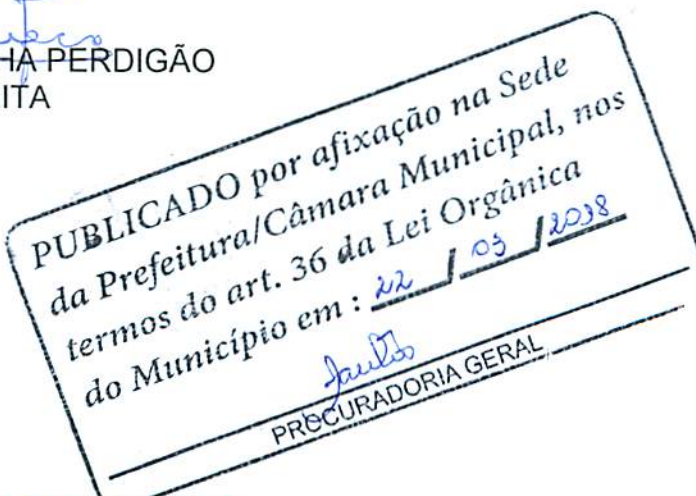 HA PERDIGÃO
ITA
PUBLICADO por afixação na Sede
da Prefeitura/Câmara Municipal, nos
termos do art. 36 da Lei Orgânica
do Município em : 22 / 03 /
PROCURADORIA GERAL